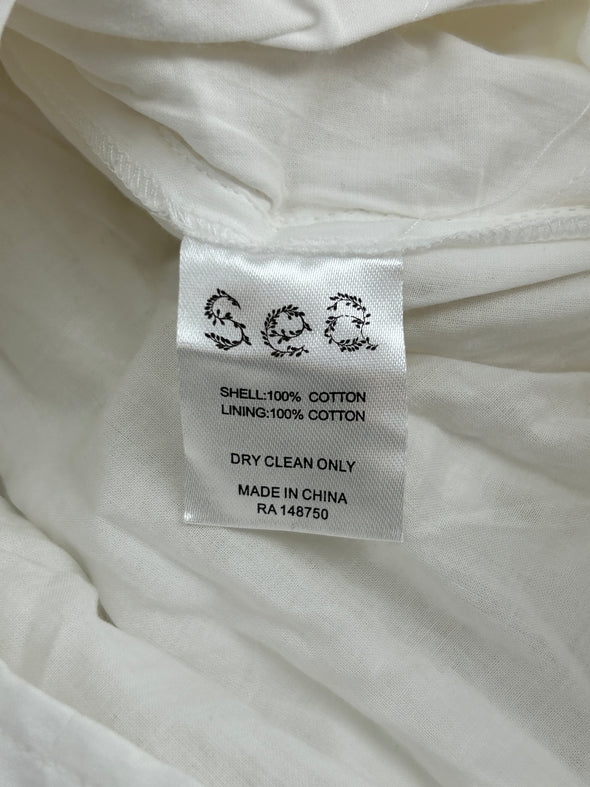 Sea
SHELL:100% COTTON
LINING:100% COTTON
DRY CLEAN ONLY
MADE IN CHINA
RA 148750